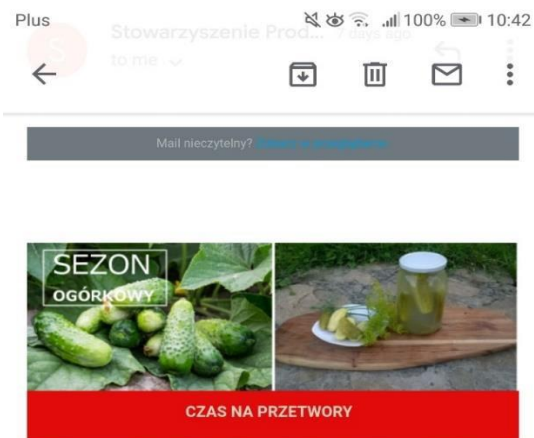 Plus
100%
10:42
S
Stowarzyszenie Prod... 7 days ago
to me
Mail nieczytelny?
SEZON
OGÓRKOWY
CZAS NA PRZETWORY